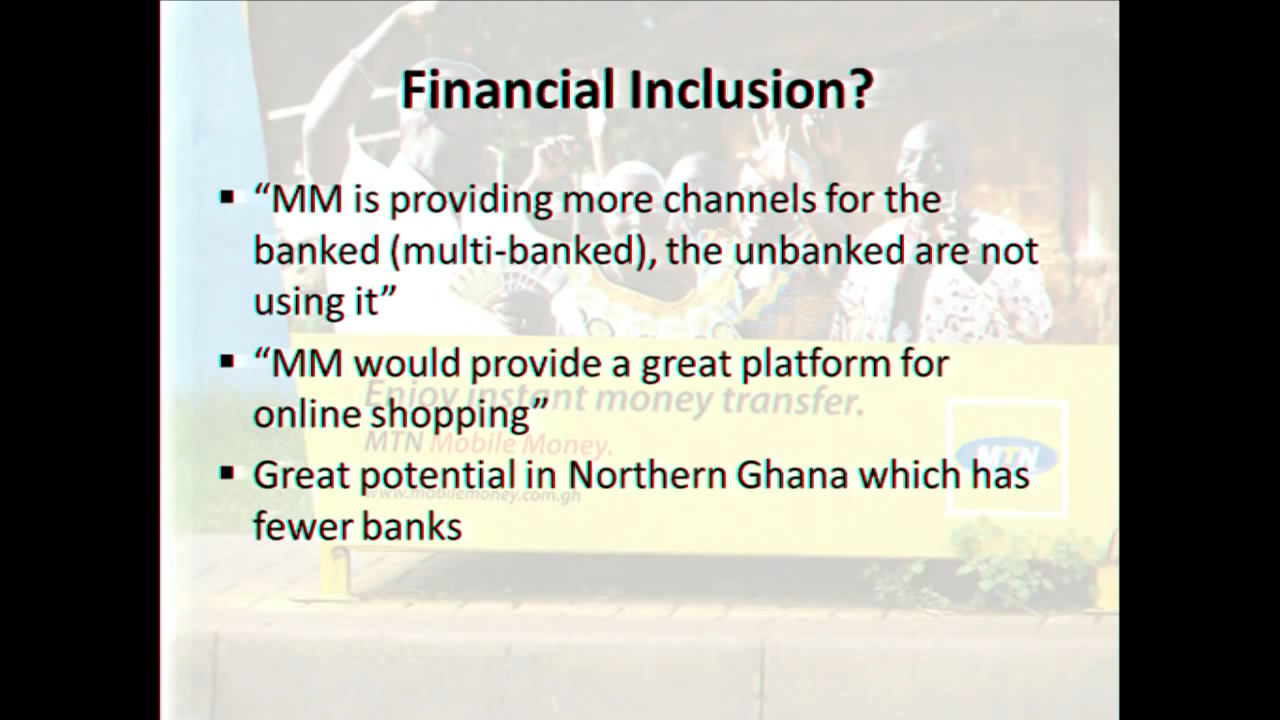 Financial Inclusion?
▪ “MM is providing more channels for the
banked (multi-banked), the unbanked are not
using it”
▪ “MM would provide a great platform for
online shopping”
Enjoy instant money transfer.
MTN Mobile Money.
MTN
▪ Great potential in Northern Ghana which has
www.mobilemoney.com.gh
fewer banks